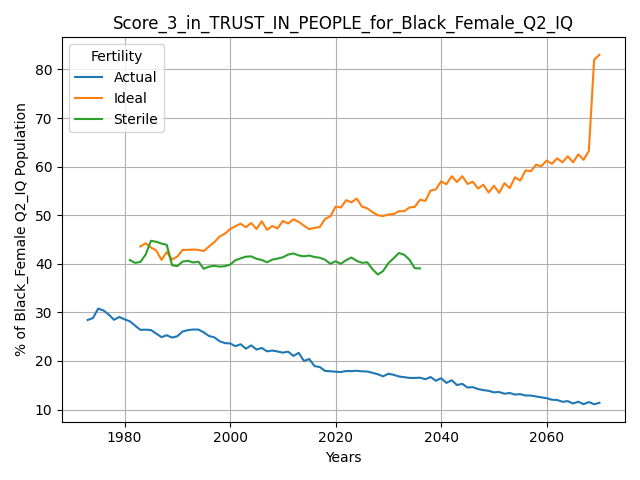 Score_3_in_TRUST_IN_PEOPLE_for_Black_Female_Q2_IQ
% of Black_Female Q2_IQ Population
80
70
60
50
40
30
20
10
Fertility
Actual
Ideal
Sterile
1980
2000
2020
2040
2060
Years